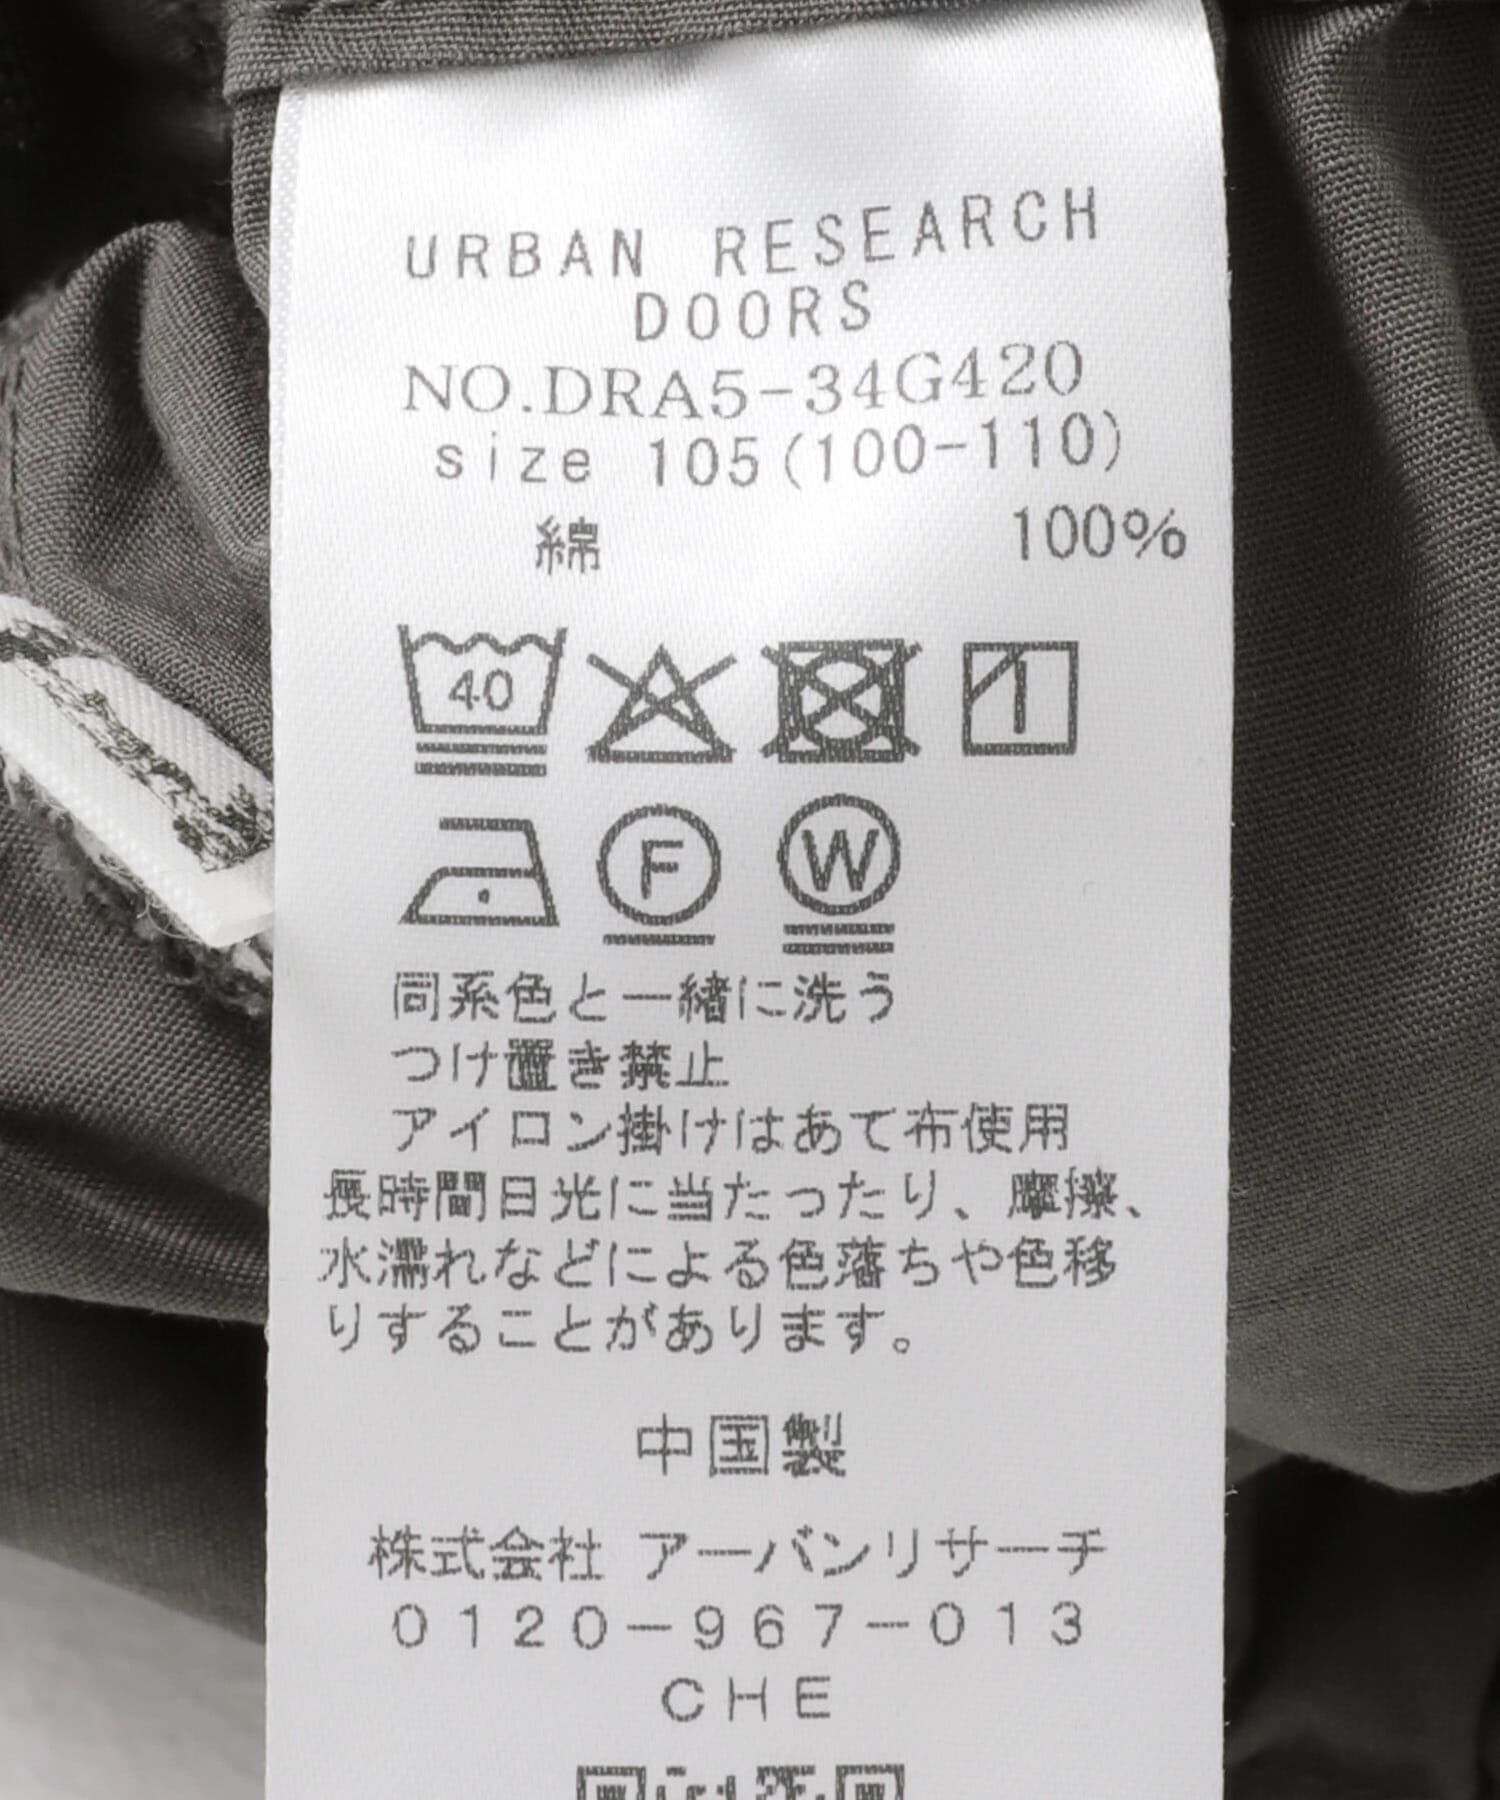 URBAN RESEARCH
DOORS
NO.DRA5-34G420
size 105(100-110)
綿 100%
40
F W
同系色と一緒に洗う
つけ置き禁止
アイロン掛けはあて布使用
長時間日光に当たったり、摩擦、
水濡れなどによる色落ちや色移
りすることがあります。
中国製
株式会社 アーバンリサーチ
0120-967-013
CHE